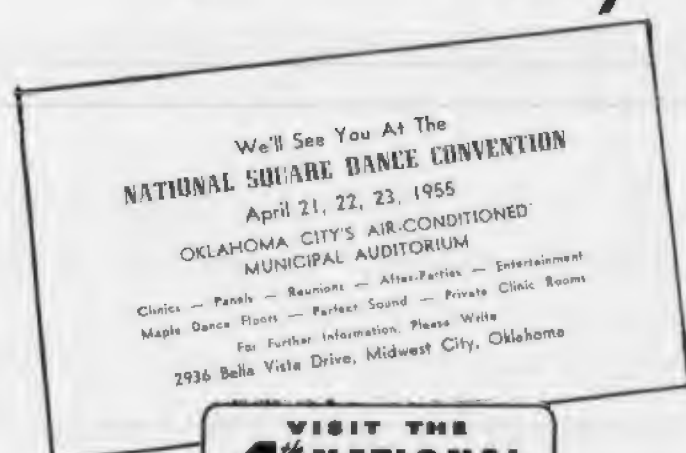 We'll See You At The
NATIONAL SQUARE DANCE CONVENTION
April 21, 22, 23, 1955
OKLAHOMA CITY'S AIR-CONDITIONED
MUNICIPAL AUDITORIUM
Clinics — Panels — Reunions — After-Parties — Entertainment
Maple Dance Floors — Perfect Sound — Private Clinic Rooms
For Further Information, Please Write
2936 Bella Vista Drive, Midwest City, Oklahoma
VISIT THE
4th NATIONAL